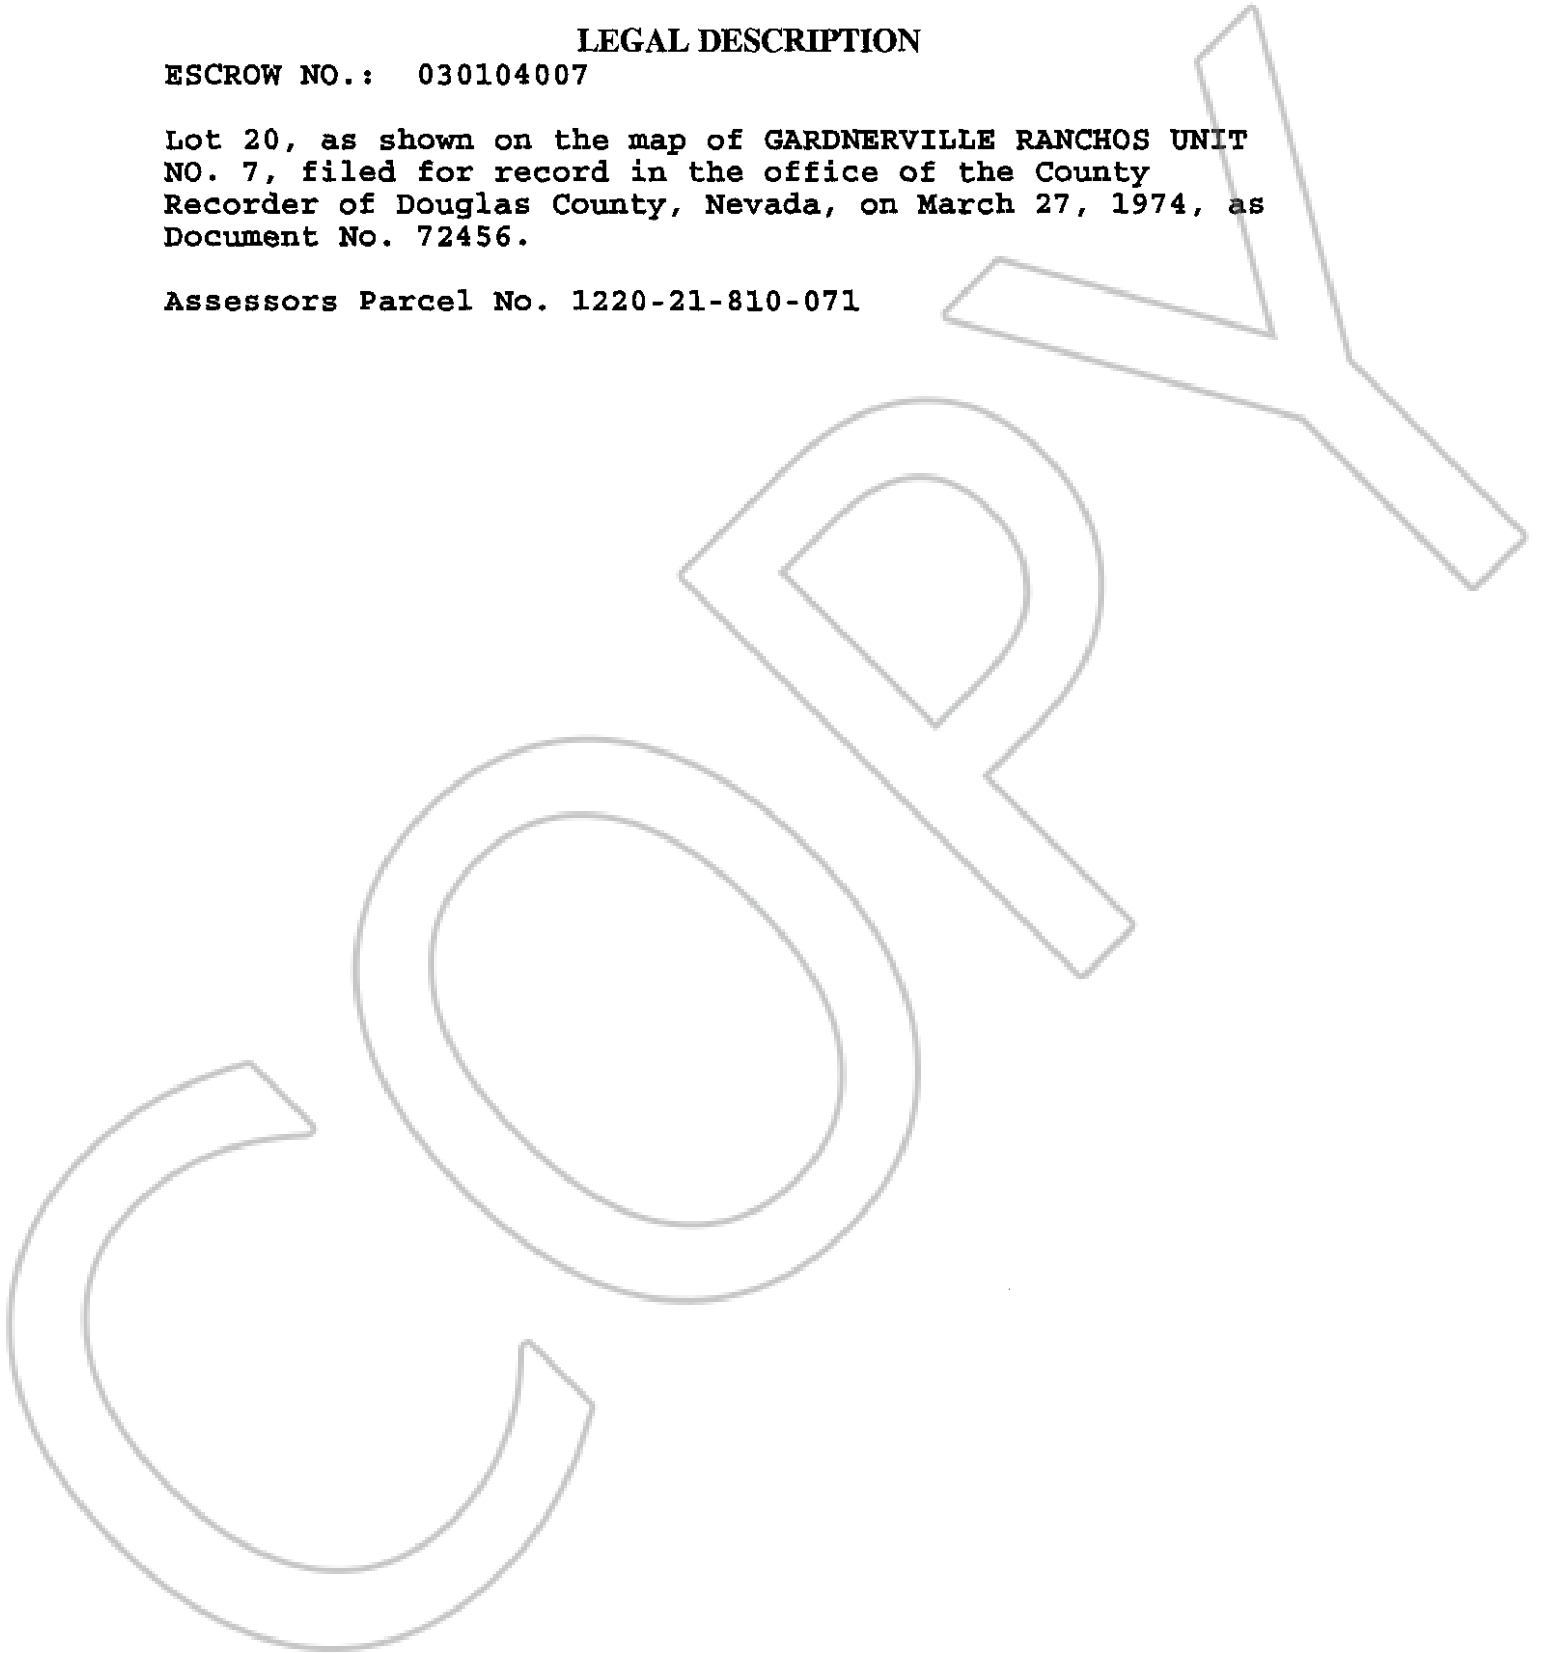 LEGAL DESCRIPTION
ESCROW NO.: 030104007
Lot 20, as shown on the map of GARDNERVILLE RANCHOS UNIT
NO. 7, filed for record in the office of the County
Recorder of Douglas County, Nevada, on March 27, 1974, as
Document No. 72456.
Assessors Parcel No. 1220-21-810-071
COPY